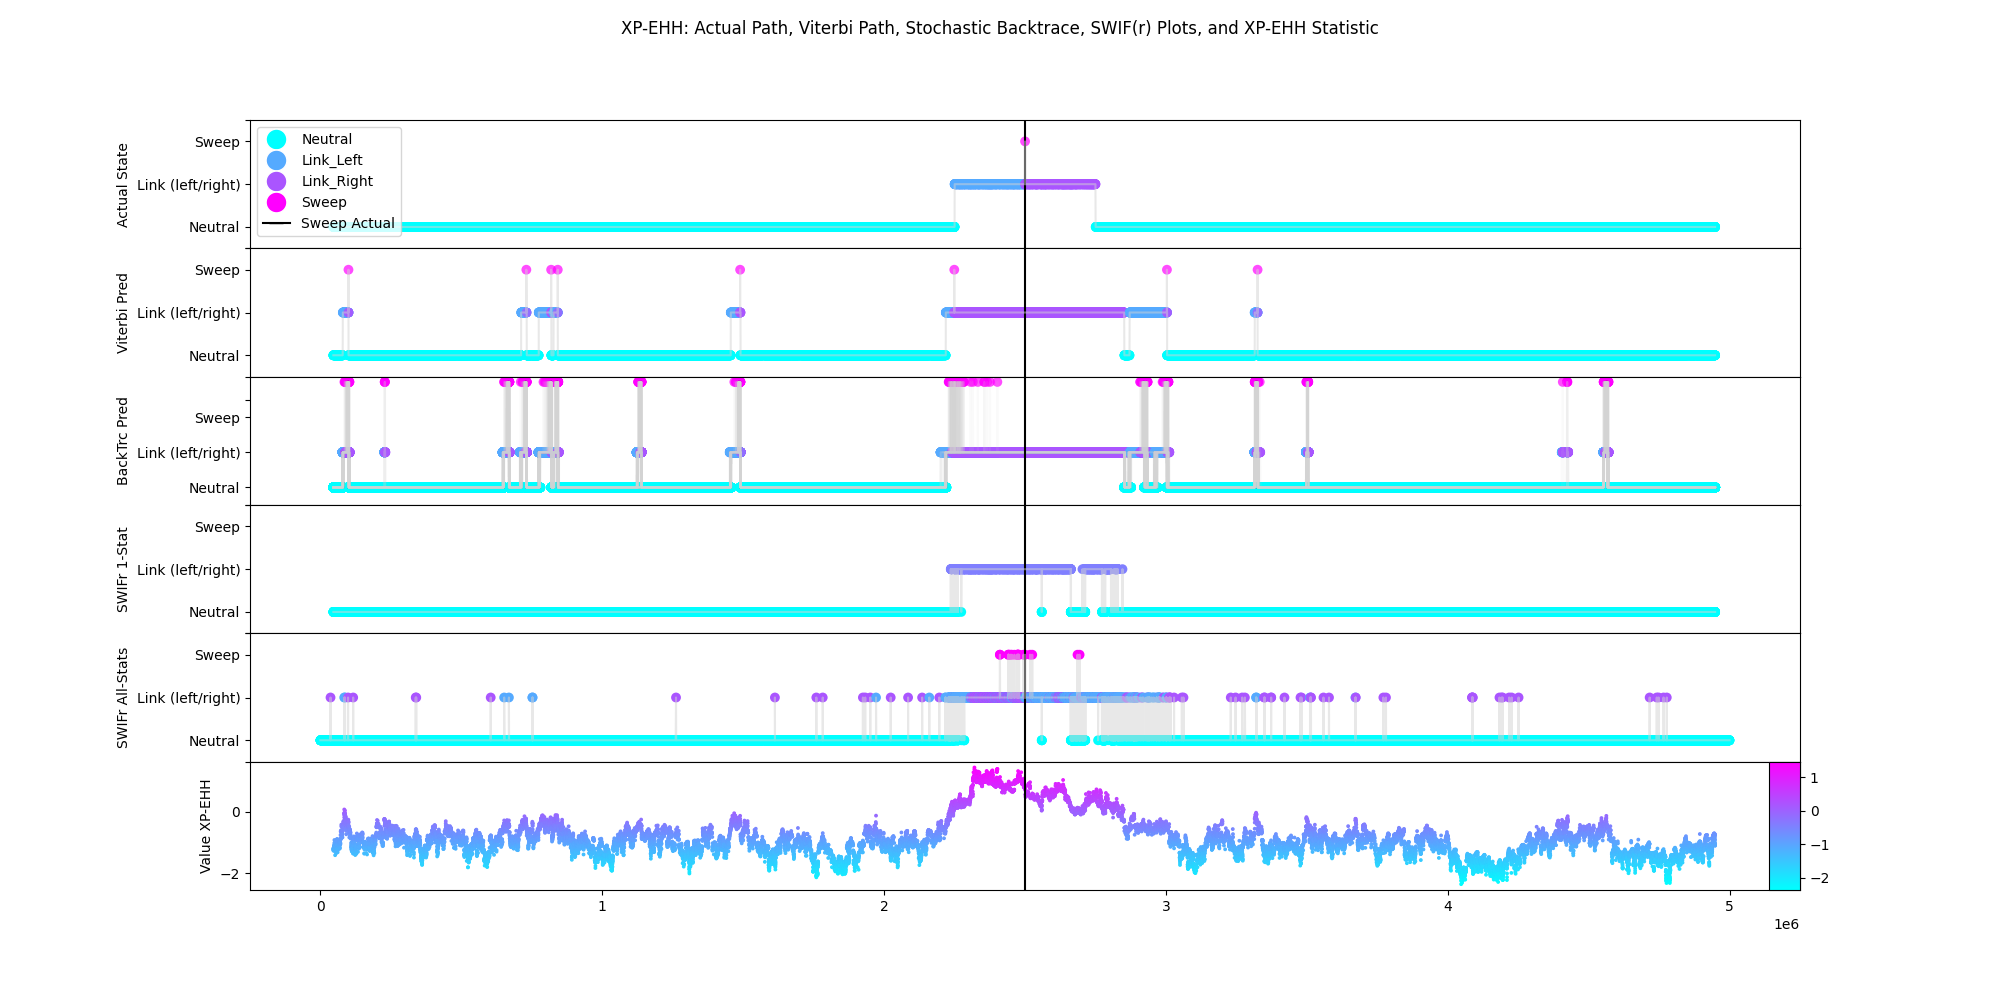 XP-EHH: Actual Path, Viterbi Path, Stochastic Backtrace, SWIF(r) Plots, and XP-EHH Statistic
Actual State
Sweep
Link (left/right)
Neutral
Neutral
Link_Left
Link_Right
Sweep
Sweep Actual
Viterbi Pred
Sweep
Link (left/right)
Neutral
BackTrc Pred
Sweep
Link (left/right)
Neutral
SWIFr 1-Stat
Sweep
Link (left/right)
Neutral
SWIFr All-Stats
Sweep
Link (left/right)
Neutral
Value XP-EHH
0
−2
1
0
−1
−2
0
1
2
3
4
5
1e6